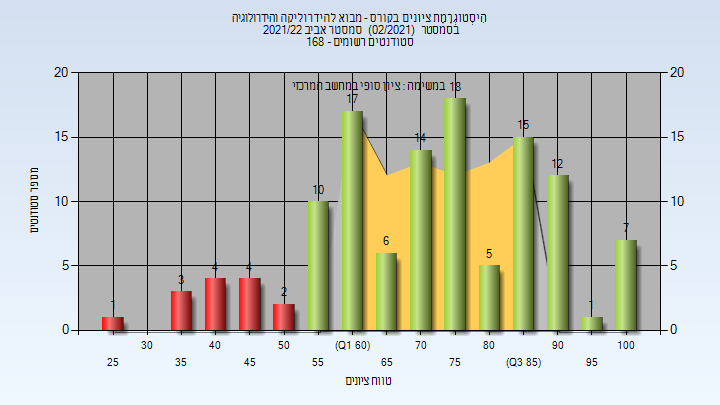 היסטוגרמת ציונים בקורס - מבוא להידרוליקה והידרולוגיה
בסמסטר (02/2021) סמסטר אביב 2021/22
סטודנטים רשומים - 168
במשימה : ציון סופי במחשב המרכזי
20 20
15 15
10 10
5 5
0 0
מספר סטודנטים
1 3 4 4 2 10 17 6 14 18 5 15 12 1 7
30 40 50 (Q1 60) 70 80 90 100
25 35 45 55 65 75 (Q3 85) 95
טווח ציונים